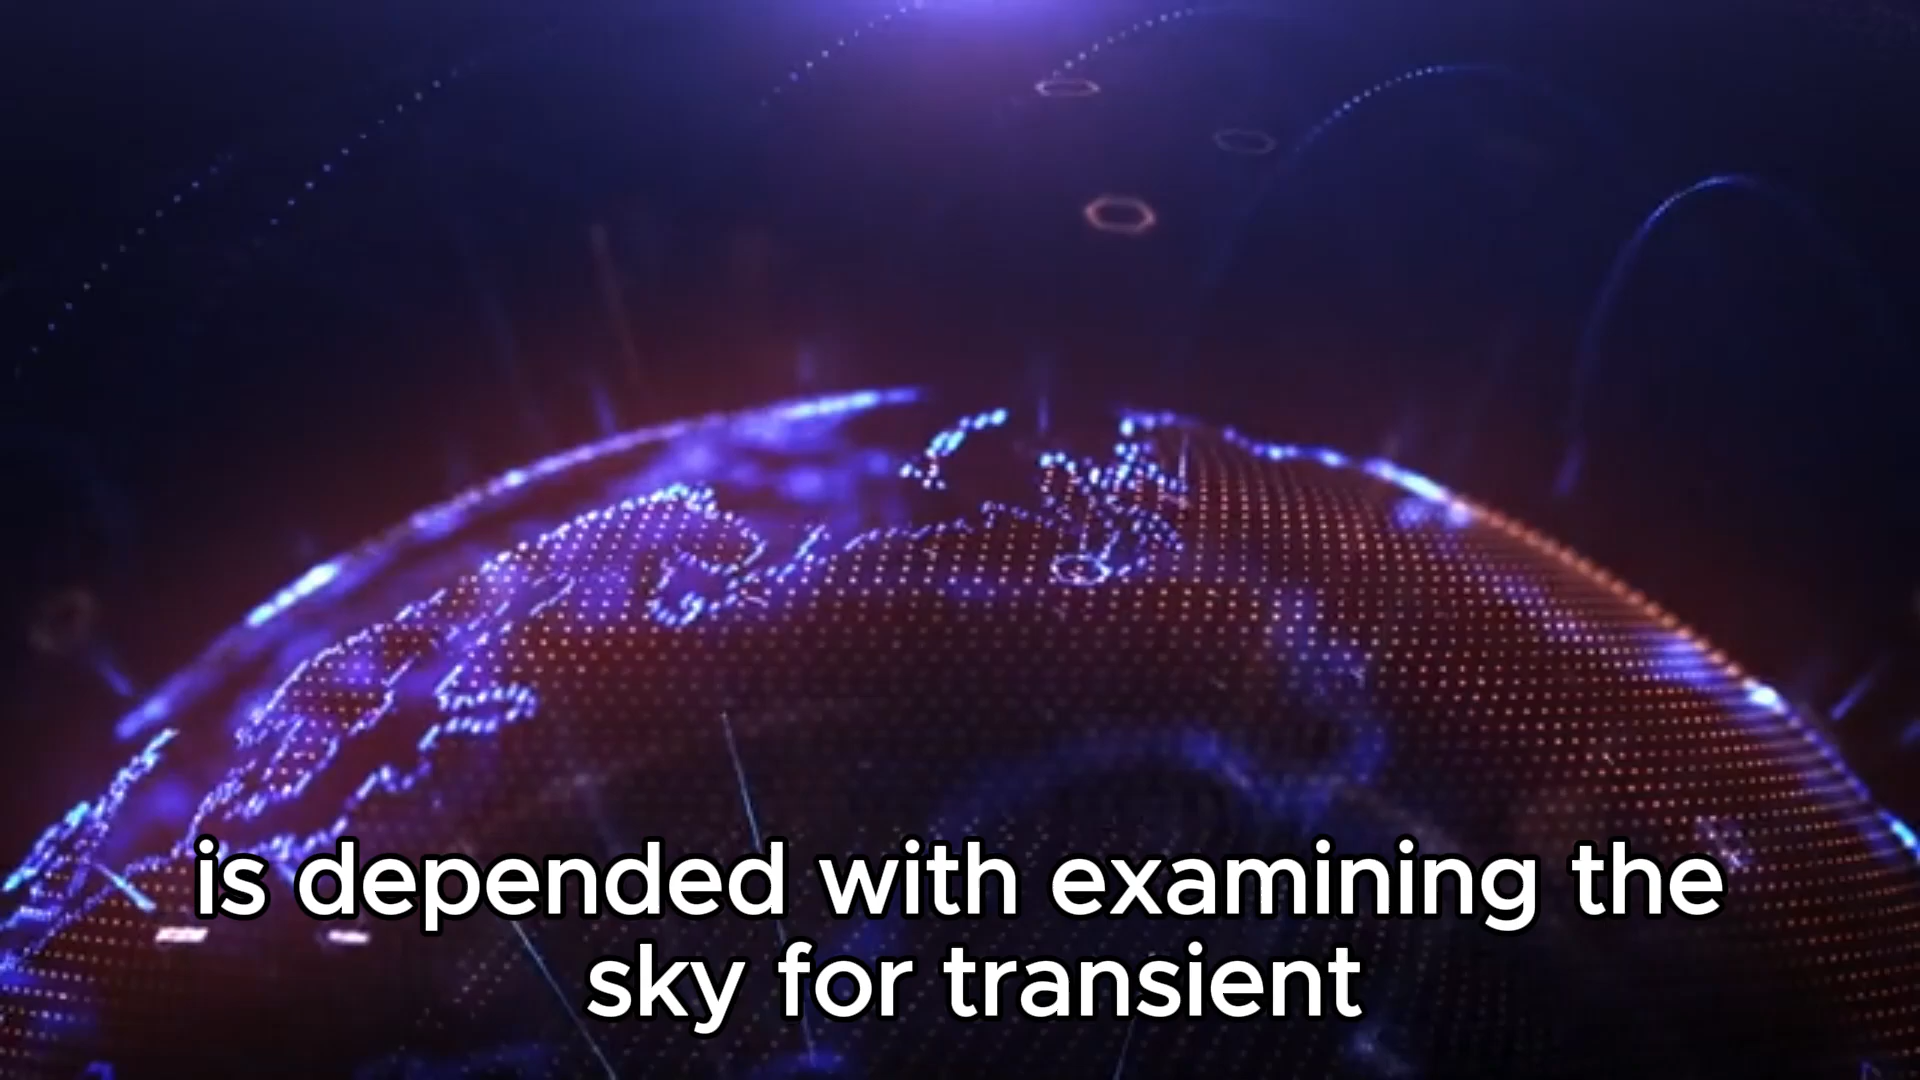 is depended with examining the
sky for transient